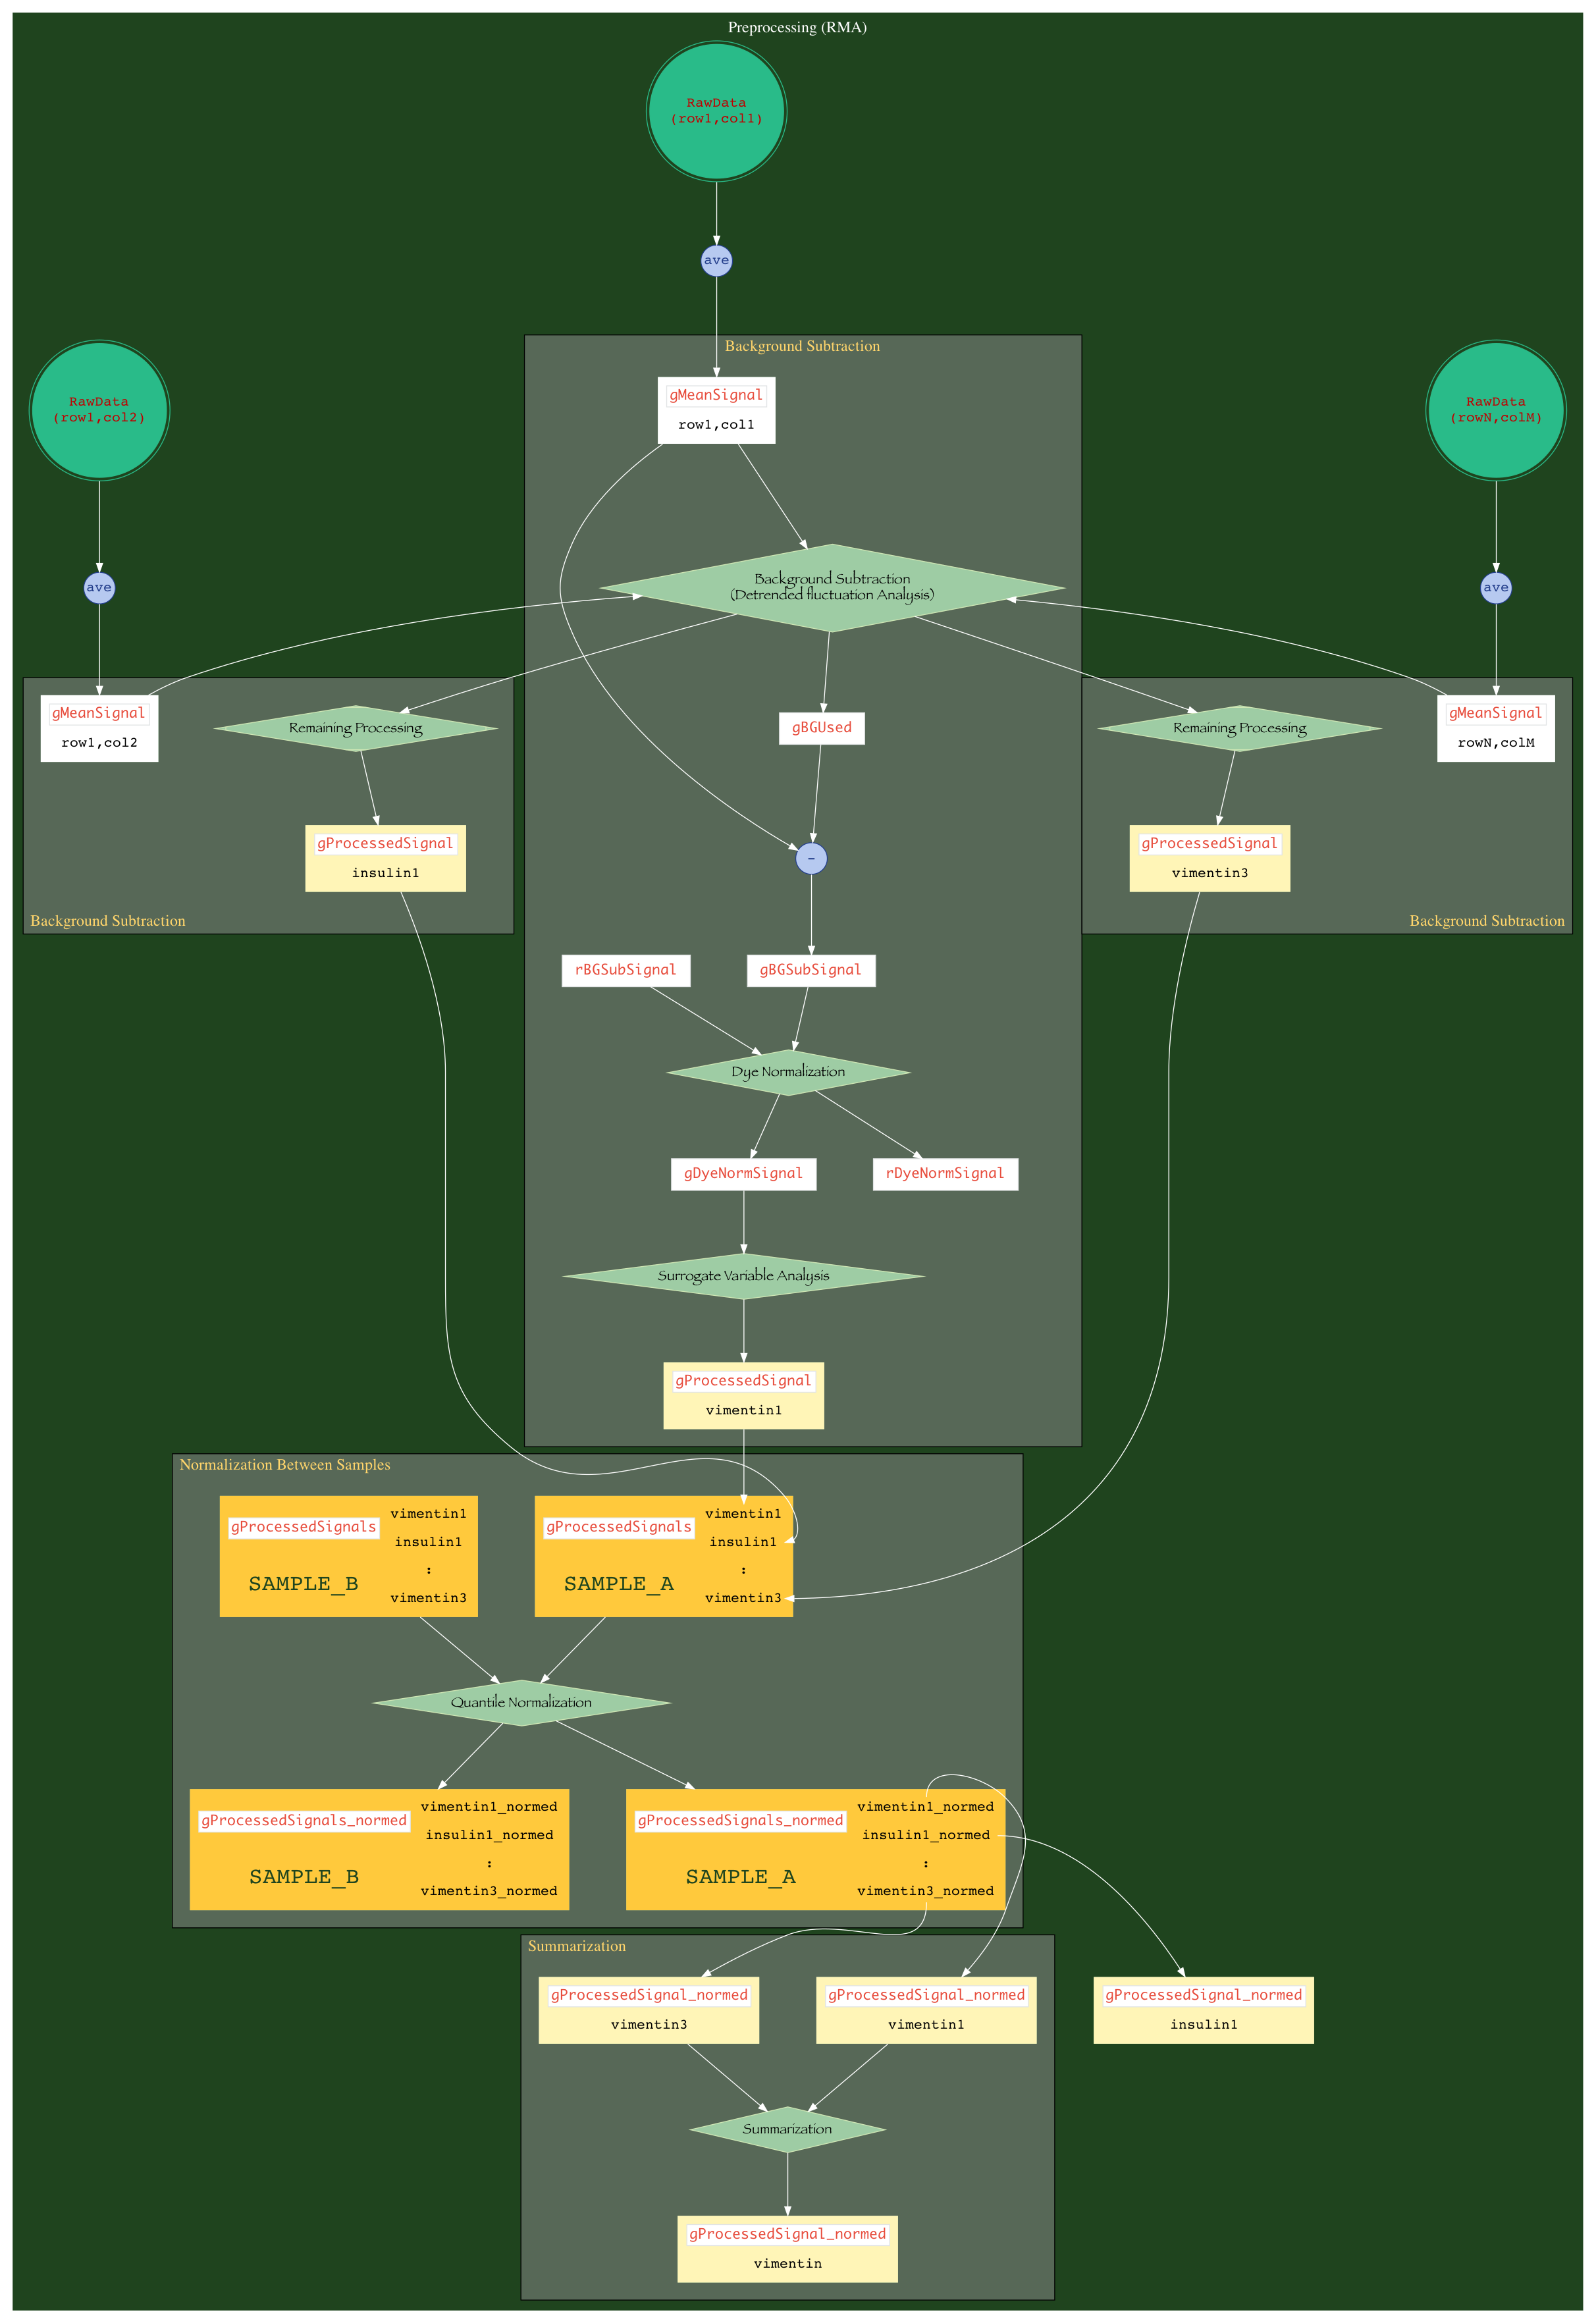 Preprocessing (RMA)
RawData
(row1,col1)
ave
RawData
(row1,col2)
Background Subtraction
RawData
(rowN,colM)
gMeanSignal
row1,col1
ave
Background Subtraction
(Detrended fluctuation Analysis)
ave
gMeanSignal
row1,col2
Remaining Processing
gBGUsed
Remaining Processing
gMeanSignal
rowN,colM
gProcessedSignal
insulin1
-
gProcessedSignal
vimentin3
Background Subtraction
Background Subtraction
rBGSubSignal
gBGSubSignal
Dye Normalization
gDyeNormSignal
rDyeNormSignal
Surrogate Variable Analysis
gProcessedSignal
vimentin1
Normalization Between Samples
gProcessedSignals
SAMPLE_B
vimentin1
insulin1
:
vimentin3
gProcessedSignals
SAMPLE_A
vimentin1
insulin1
:
vimentin3
Quantile Normalization
gProcessedSignals_normed
SAMPLE_B
vimentin1_normed
insulin1_normed
:
vimentin3_normed
gProcessedSignals_normed
SAMPLE_A
vimentin1_normed
insulin1_normed
:
vimentin3_normed
Summarization
gProcessedSignal_normed
vimentin3
gProcessedSignal_normed
vimentin1
gProcessedSignal_normed
insulin1
Summarization
gProcessedSignal_normed
vimentin